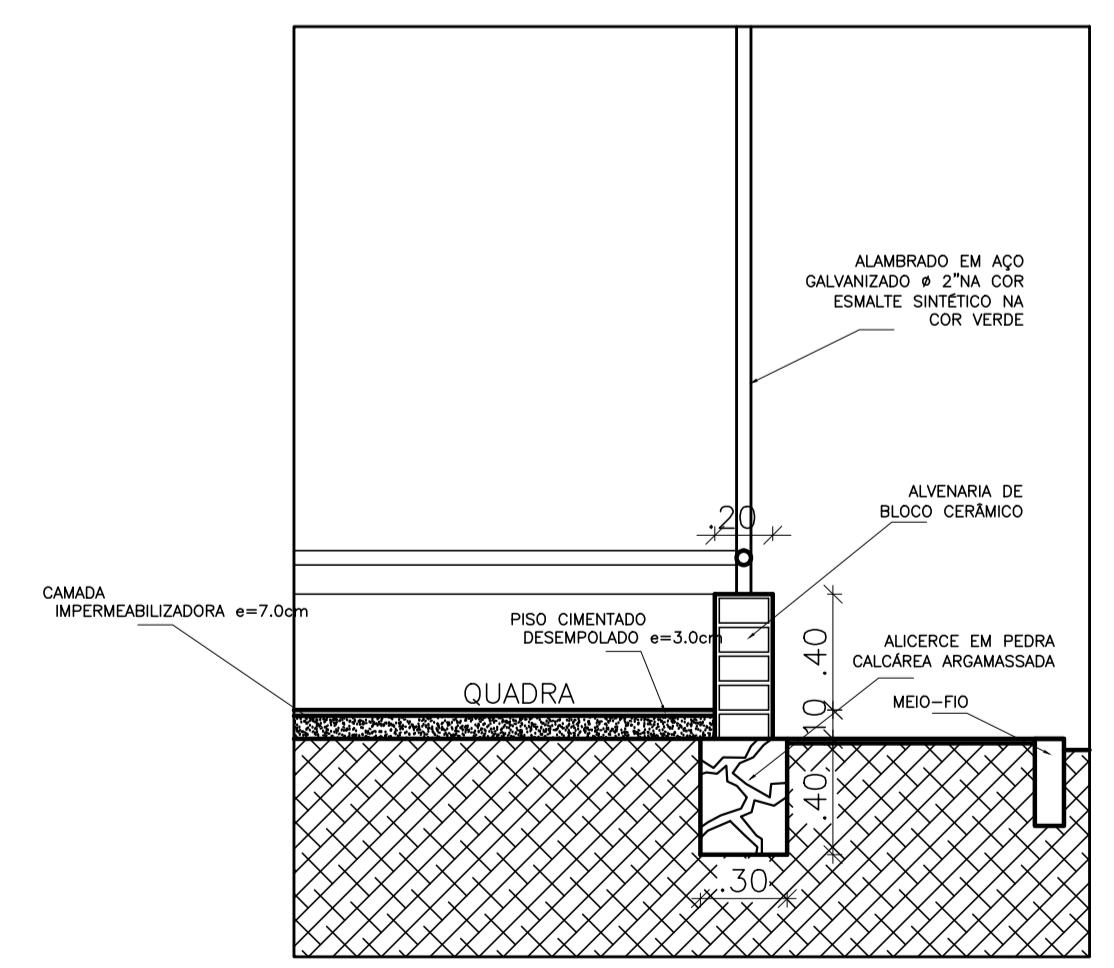 ALAMBRADO EM AÇO
GALVANIZADO ø 2"NA COR
ESMALTE SINTÉTICO NA
COR VERDE
ALVENARIA DE
BLOCO CERÂMICO
.20
CAMADA
IMPERMEABILIZADORA e=7.0cm
PISO CIMENTADO
DESEMPOLADO e=3.0cm
.40
ALICERCE EM PEDRA
CALCÁREA ARGAMASSADA
QUADRA
MEIO-FIO
.10
.40
.30